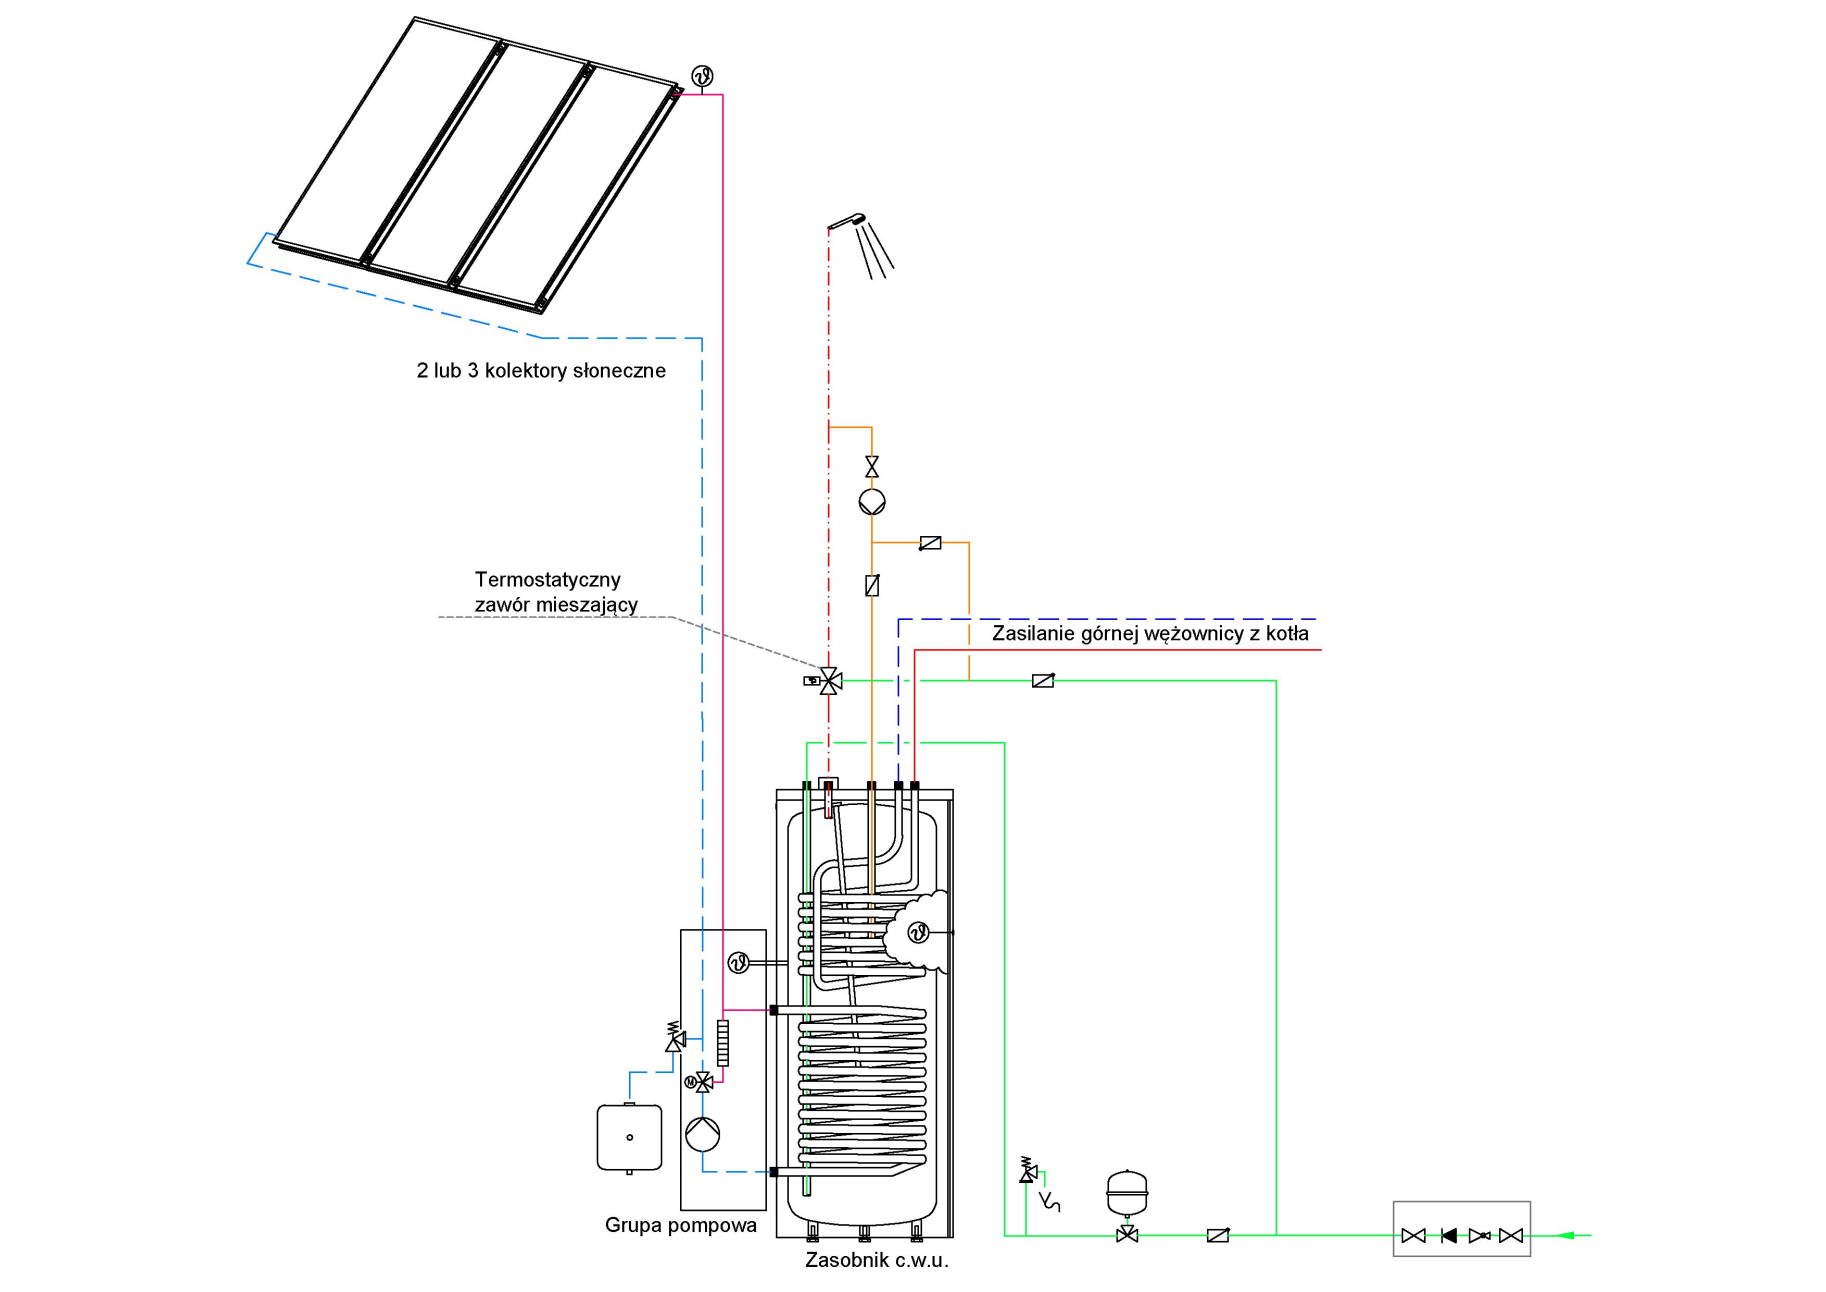 2 lub 3 kolektory słoneczne
Termostatyczny
zawór mieszający
Zasilanie górnej wężownicy z kotła
M
Grupa pompowa
Zasobnik c.w.u.